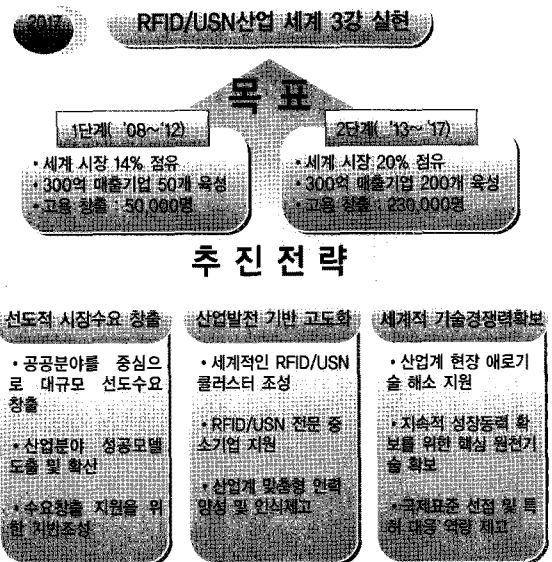 2017
RFID/USN산업 세계 3강 실현
목 표
1단계( '08~'12)
• 세계 시장 14% 점유
• 300억 매출기업 50개 육성
• 고용 창출 : 50,000명
2단계( '13~'17)
• 세계 시장 20% 점유
• 300억 매출기업 200개 육성
• 고용 창출 : 230,000명
추 진 전 략
선도적 시장수요 창출
• 공공분야를 중심으
로 대규모 선도수요
창출
• 산업분야 성공모델
도출 및 확산
• 수요창출 지원을 위
한 기반조성
산업발전 기반 고도화
• 세계적인 RFID/USN
클러스터 조성
• RFID/USN 전문 중
소기업 지원
• 산업계 맞춤형 인력
양성 및 인식제고
세계적 기술경쟁력확보
• 산업계 현장 애로기
술 해소 지원
• 지속적 성장동력 확
보를 위한 핵심 원천기
술 확보
• 국제표준 선점 및 특
허 대응 역량 제고